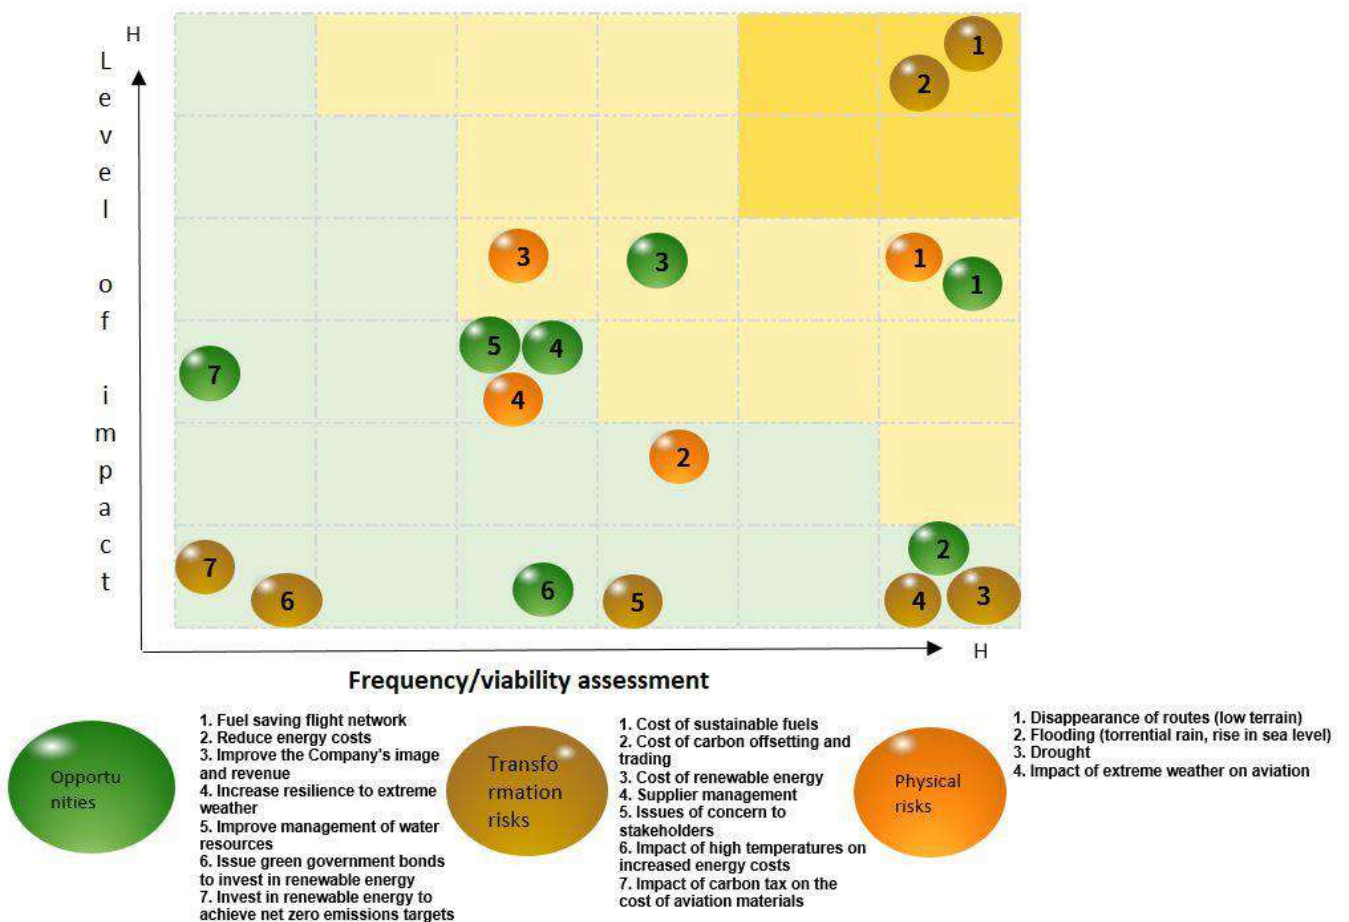 H
Level of impact
1
2
3
3
1
1
5
4
7
4
2
2
7
6
6
5
4
3
H
Frequency/viability assessment
Opportu
nities
1. Fuel saving flight network
2. Reduce energy costs
3. Improve the Company's image
and revenue
4. Increase resilience to extreme
weather
5. Improve management of water
resources
6. Issue green government bonds
to invest in renewable energy
7. Invest in renewable energy to
achieve net zero emissions targets
Transfo
rmation
risks
1. Cost of sustainable fuels
2. Cost of carbon offsetting and
trading
3. Cost of renewable energy
4. Supplier management
5. Issues of concern to
stakeholders
6. Impact of high temperatures on
increased energy costs
7. Impact of carbon tax on the
cost of aviation materials
Physical
risks
1. Disappearance of routes (low terrain)
2. Flooding (torrential rain, rise in sea level)
3. Drought
4. Impact of extreme weather on aviation